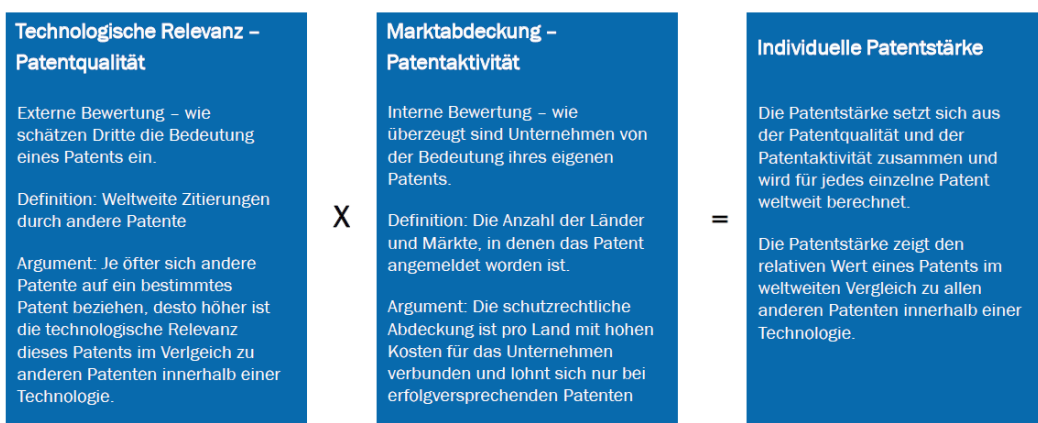 Technologische Relevanz –
Patentqualität
Externe Bewertung – wie
schätzen Dritte die Bedeutung
eines Patents ein.
Definition: Weltweite Zitierungen
durch andere Patente
Argument: Je öfter sich andere
Patente auf ein bestimmtes
Patent beziehen, desto höher ist
die technologische Relevanz
dieses Patents im Verlgeich zu
anderen Patenten innerhalb einer
Technologie.
X
Marktabdeckung –
Patentaktivität
Interne Bewertung – wie
überzeugt sind Unternehmen von
der Bedeutung ihres eigenen
Patents.
Definition: Die Anzahl der Länder
und Märkte, in denen das Patent
angemeldet worden ist.
Argument: Die schutzrechtliche
Abdeckung ist pro Land mit hohen
Kosten für das Unternehmen
verbunden und lohnt sich nur bei
erfolgversprechenden Patenten
=
Individuelle Patentstärke
Die Patentstärke setzt sich aus
der Patentqualität und der
Patentaktivität zusammen und
wird für jedes einzelne Patent
weltweit berechnet.
Die Patentstärke zeigt den
relativen Wert eines Patents im
weltweiten Vergleich zu allen
anderen Patenten innerhalb einer
Technologie.